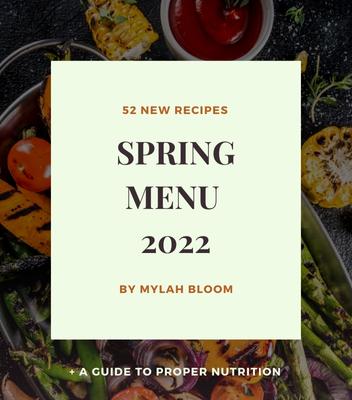 52 NEW RECIPES
SPRING
MENU
2022
BY MYLAH BLOOM
+ A GUIDE TO PROPER NUTRITION